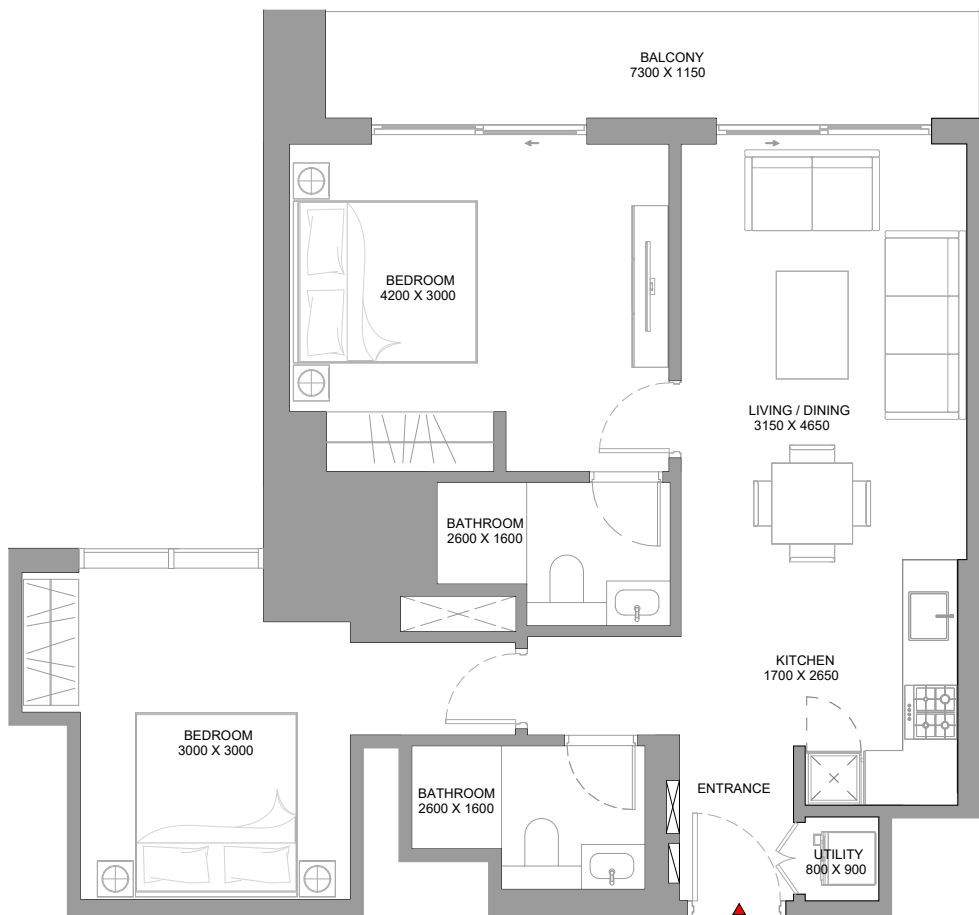 BALCONY
7300 X 1150
BEDROOM
4200 X 3000
LIVING / DINING
3150 X 4650
BATHROOM
2600 X 1600
KITCHEN
1700 X 2650
BEDROOM
3000 X 3000
BATHROOM
2600 X 1600
ENTRANCE
UTILITY
800 X 900